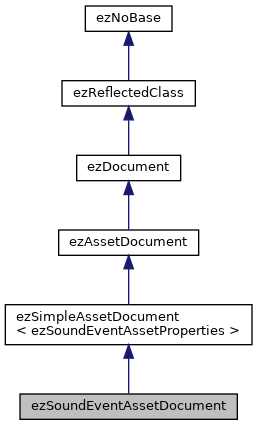 ezNoBase
ezReflectedClass
ezDocument
ezAssetDocument
ezSimpleAssetDocument
< ezSoundEventAssetProperties >
ezSoundEventAssetDocument